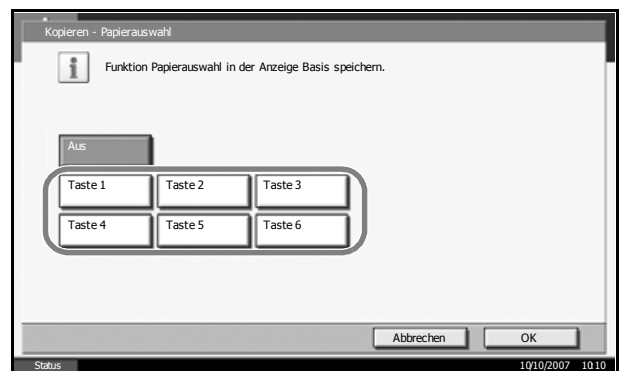 Kopieren - Papierauswahl
Funktion Papierauswahl in der Anzeige Basis speichern.
Aus
Taste 1 Taste 2 Taste 3
Taste 4 Taste 5 Taste 6
Abbrechen OK
Status 10/10/2007 10:10